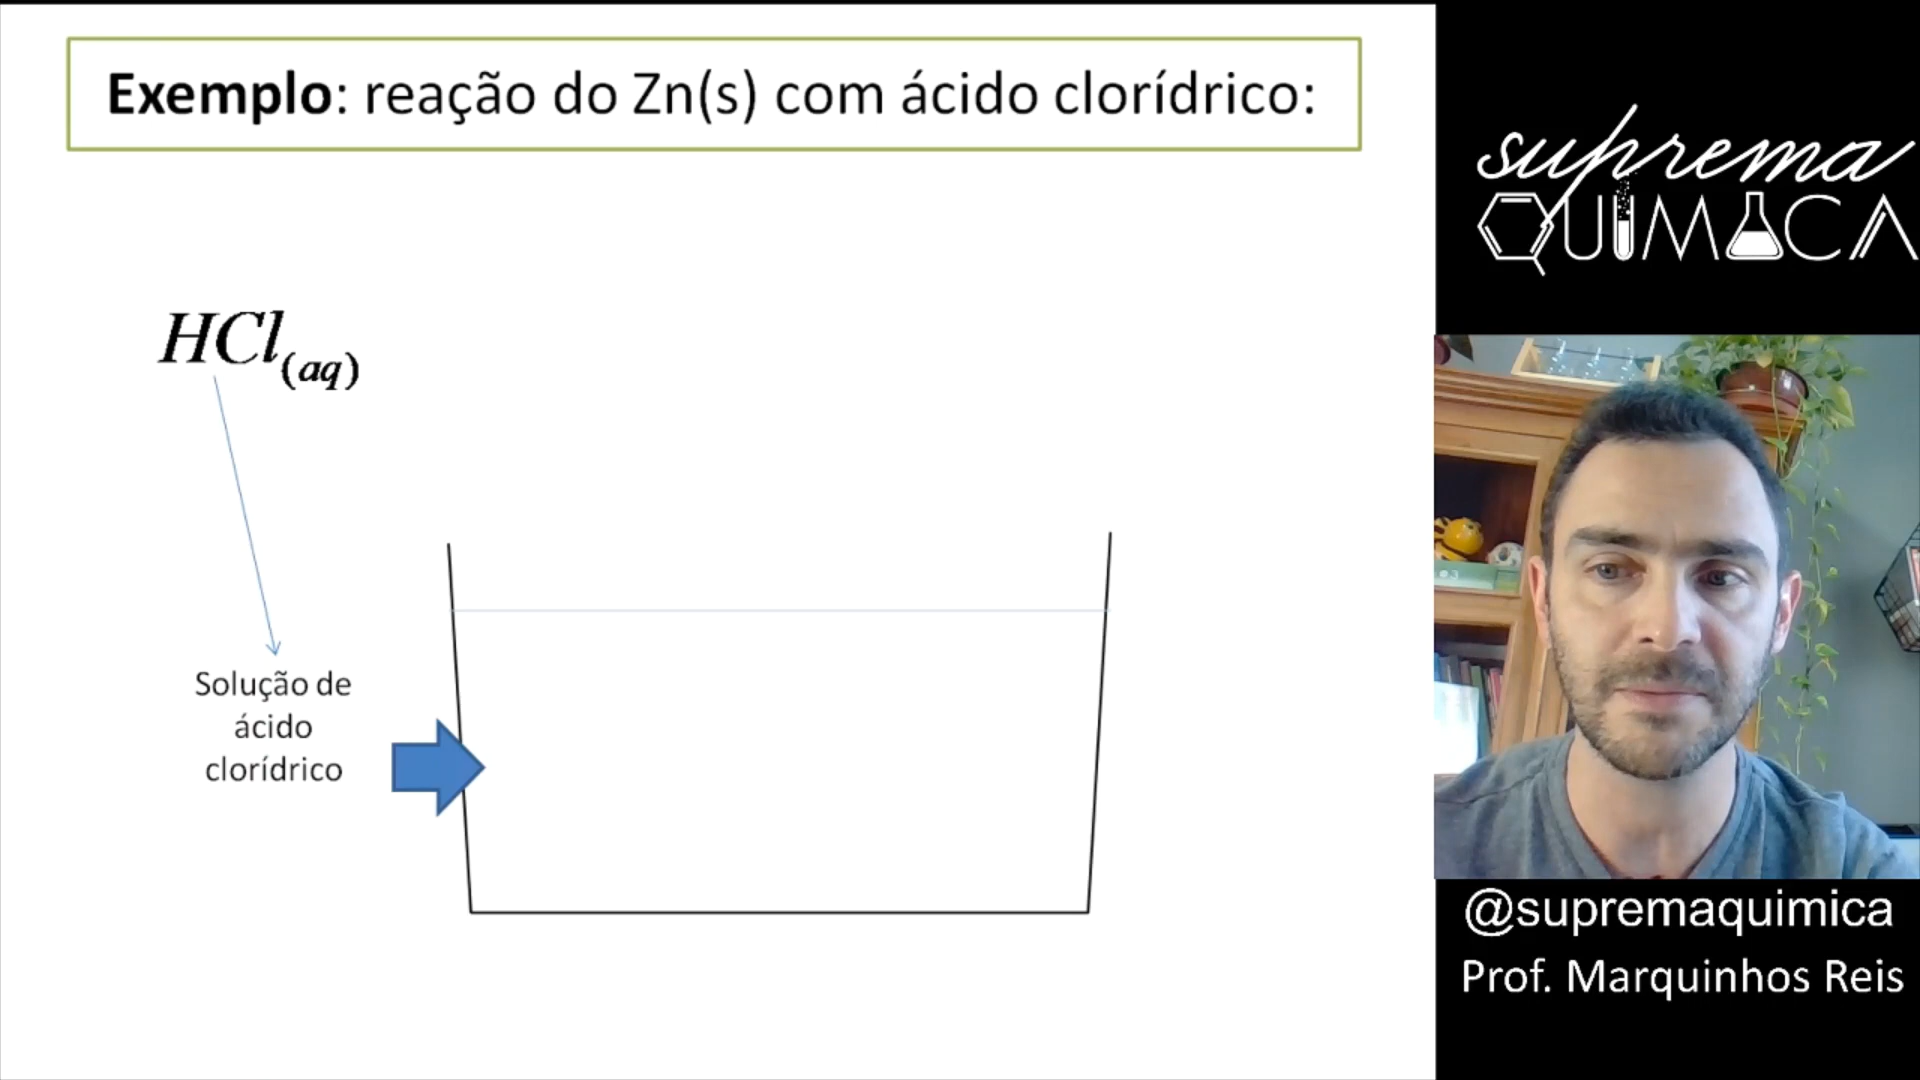 Exemplo: reação do Zn(s) com ácido clorídrico:
HCl(aq)
Solução de
ácido
clorídrico
suprema
QUIMICA
@supremaquimica
Prof. Marquinhos Reis